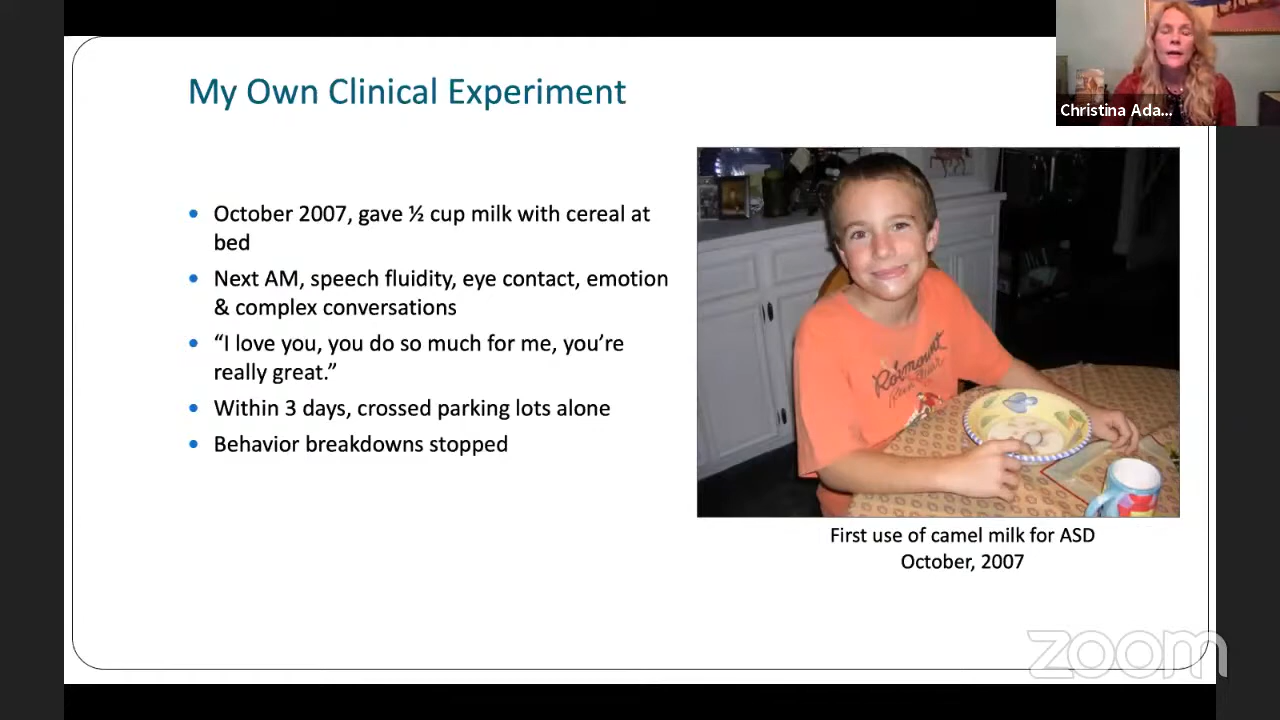 My Own Clinical Experiment
Christina Ada...
• October 2007, gave ½ cup milk with cereal at
bed
• Next AM, speech fluidity, eye contact, emotion
& complex conversations
• “I love you, you do so much for me, you’re
really great.”
• Within 3 days, crossed parking lots alone
• Behavior breakdowns stopped
Rosemount
First use of camel milk for ASD
October, 2007
zoom